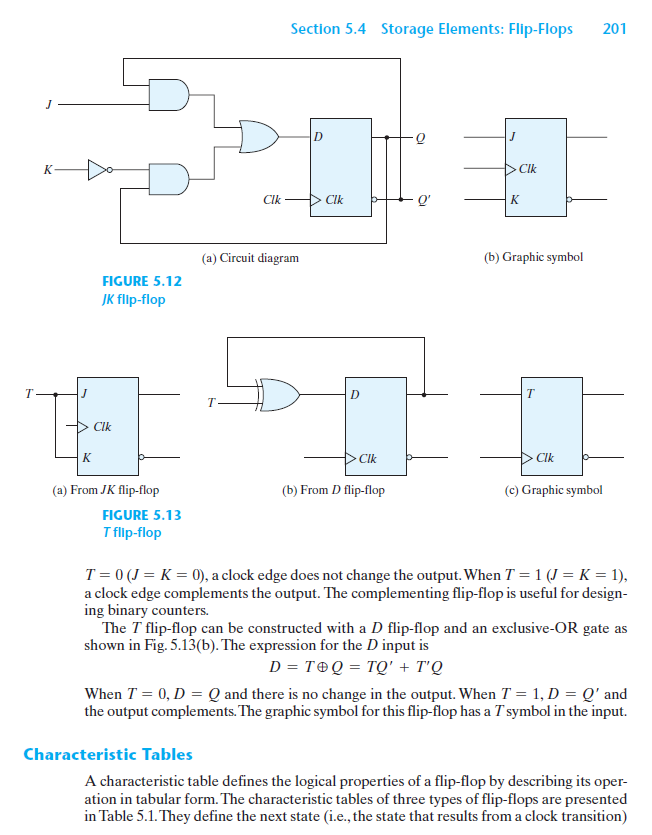 Section 5.4 Storage Elements: Flip-Flops 201
J
K
D
Clk
Clk
Q
Q'
J
Clk
K
(a) Circuit diagram
(b) Graphic symbol
FIGURE 5.12
JK flip-flop
T
J
Clk
K
T
D
Clk
T
Clk
(a) From JK flip-flop
(b) From D flip-flop
(c) Graphic symbol
FIGURE 5.13
T flip-flop
T = 0 (J = K = 0), a clock edge does not change the output. When T = 1 (J = K = 1),
a clock edge complements the output. The complementing flip-flop is useful for design-
ing binary counters.
The T flip-flop can be constructed with a D flip-flop and an exclusive-OR gate as
shown in Fig. 5.13(b). The expression for the D input is
D = T ⊕ Q = TQ' + T'Q
When T = 0, D = Q and there is no change in the output. When T = 1, D = Q' and
the output complements. The graphic symbol for this flip-flop has a T symbol in the input.
Characteristic Tables
A characteristic table defines the logical properties of a flip-flop by describing its oper-
ation in tabular form. The characteristic tables of three types of flip-flops are presented
in Table 5.1. They define the next state (i.e., the state that results from a clock transition)